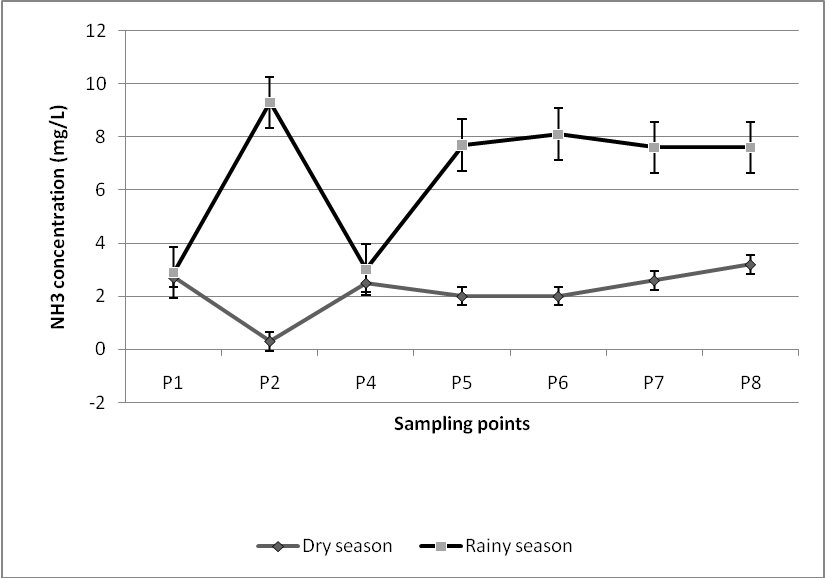 12
10
8
6
4
2
0
-2
NH3 concentration (mg/L)
P1 P2 P4 P5 P6 P7 P8
Sampling points
Dry season Rainy season